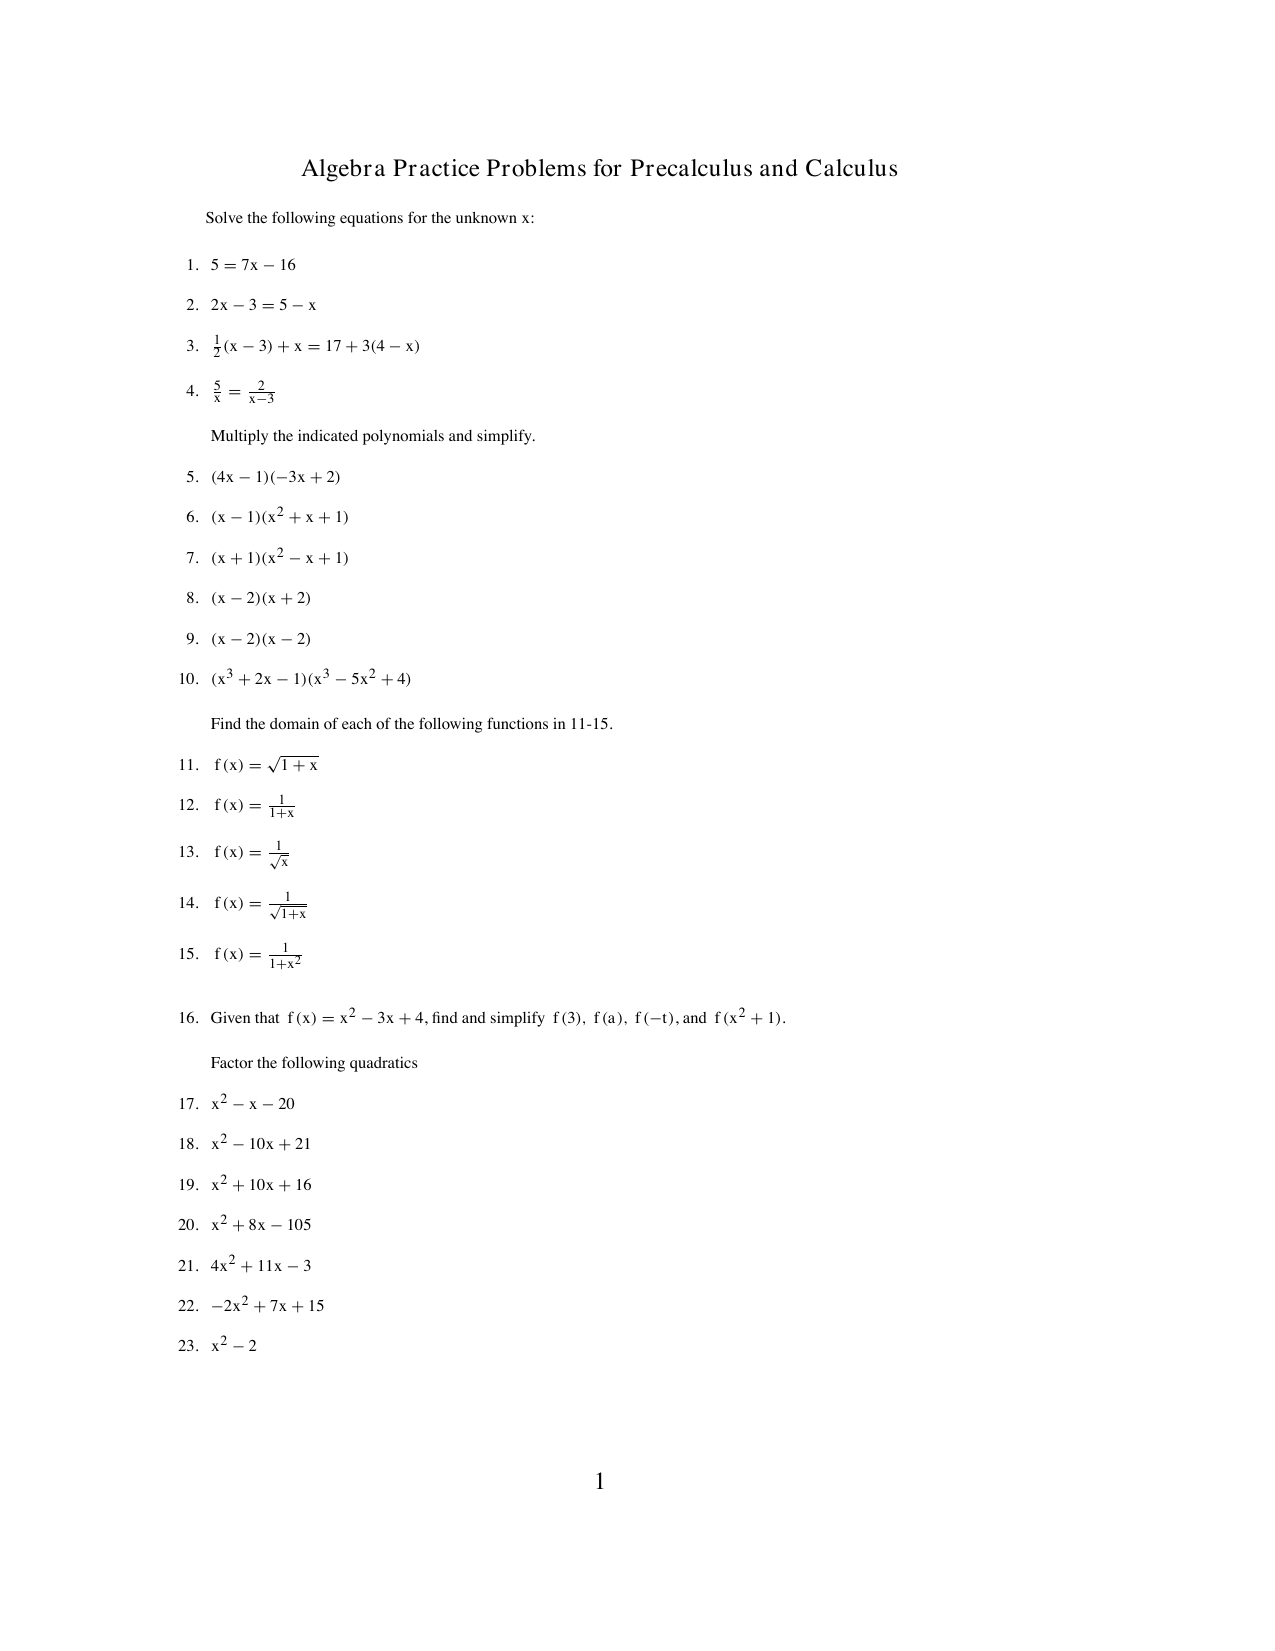 Algebra Practice Problems for Precalculus and Calculus
Solve the following equations for the unknown x:
1. 5 = 7x − 16
2. 2x − 3 = 5 − x
3. \frac{1}{2}(x − 3) + x = 17 + 3(4 − x)
4. \frac{5}{x} = \frac{2}{x−3}
Multiply the indicated polynomials and simplify.
5. (4x − 1)(−3x + 2)
6. (x − 1)(x^2 + x + 1)
7. (x + 1)(x^2 − x + 1)
8. (x − 2)(x + 2)
9. (x − 2)(x − 2)
10. (x^3 + 2x − 1)(x^3 − 5x^2 + 4)
Find the domain of each of the following functions in 11-15.
11. f(x) = \sqrt{1 + x}
12. f(x) = \frac{1}{1+x}
13. f(x) = \frac{1}{\sqrt{x}}
14. f(x) = \frac{1}{\sqrt{1+x}}
15. f(x) = \frac{1}{1+x^2}
16. Given that f(x) = x^2 − 3x + 4, find and simplify f(3), f(a), f(−t), and f(x^2 + 1).
Factor the following quadratics
17. x^2 − x − 20
18. x^2 − 10x + 21
19. x^2 + 10x + 16
20. x^2 + 8x − 105
21. 4x^2 + 11x − 3
22. −2x^2 + 7x + 15
23. x^2 − 2
1